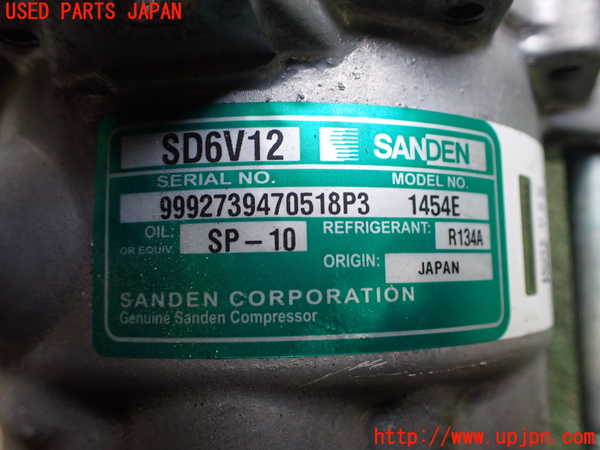 USED PARTS JAPAN
SD6V12 SANDEN
SERIAL NO. MODEL NO.
9992739470518P3 1454E
OIL: SP-10 REFRIGERANT: R134A
OR EQUIV.
ORIGIN: JAPAN
SANDEN CORPORATION
Genuine Sanden Compressor
http://www.upjpn.com/